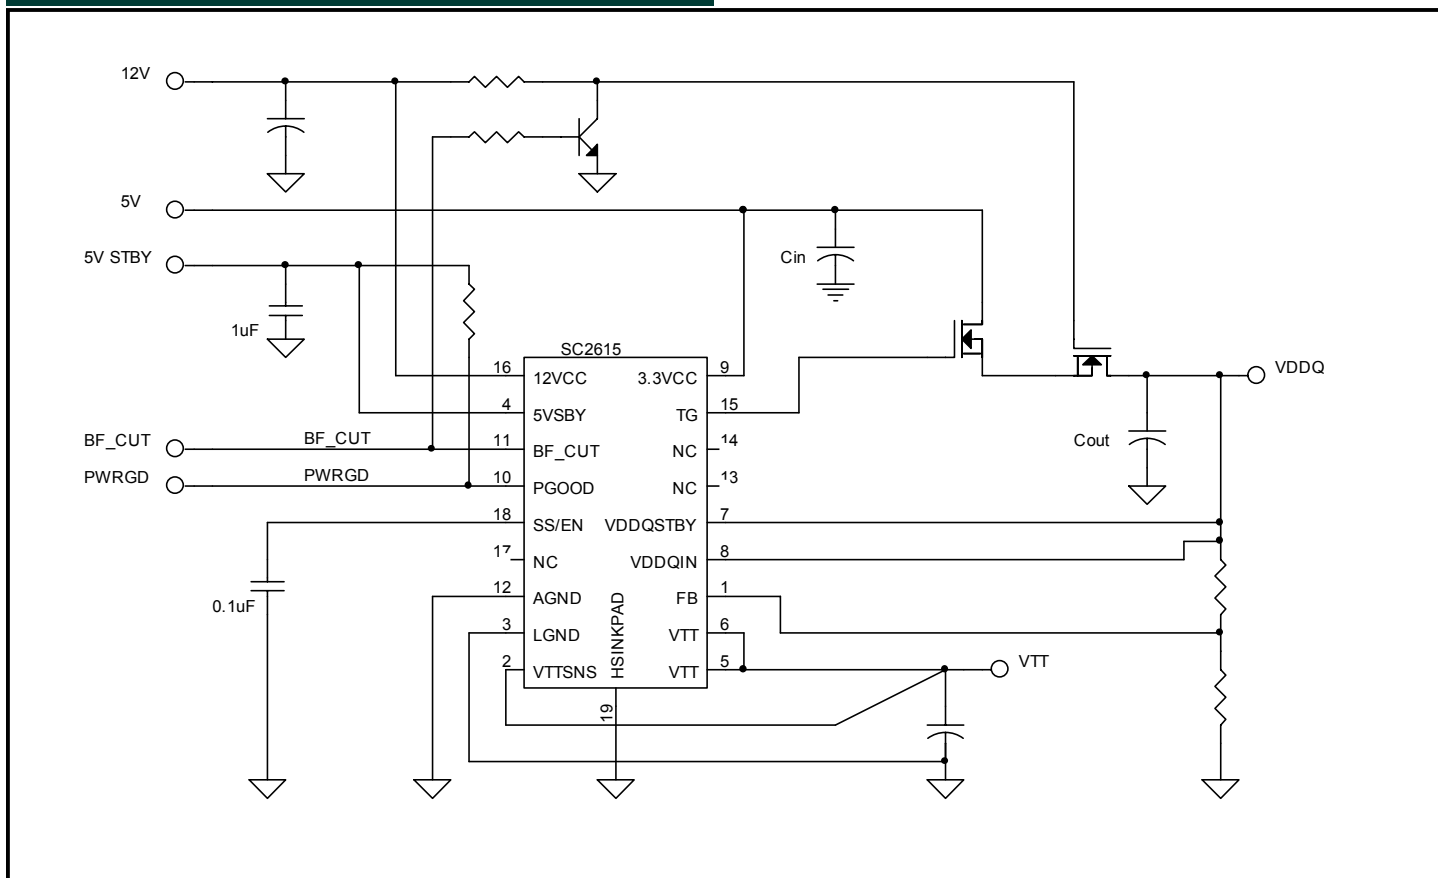 12V
5V
5V STBY
Cin
1uF
SC2615
16
12VCC
3.3VCC
9
4
5VSBY
TG
15
BF_CUT
BF_CUT
11
BF_CUT
NC
14
PWRGD
PWRGD
10
PGOOD
NC
13
18
SS/EN
VDDQSTBY
7
17
NC
VDDQIN
8
12
AGND
FB
1
3
LGND
VTT
6
2
VTTSNS
VTT
5
HSINKPAD
19
0.1uF
VDDQ
Cout
VTT